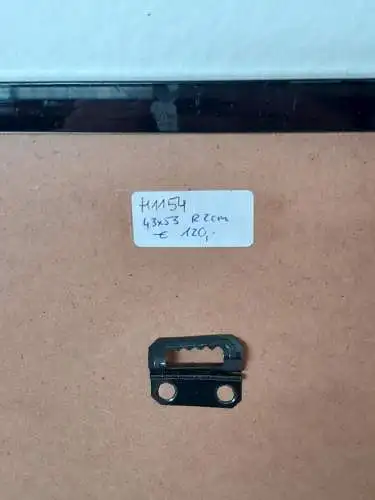 H1154
43x53 R2cm
€ 120,-